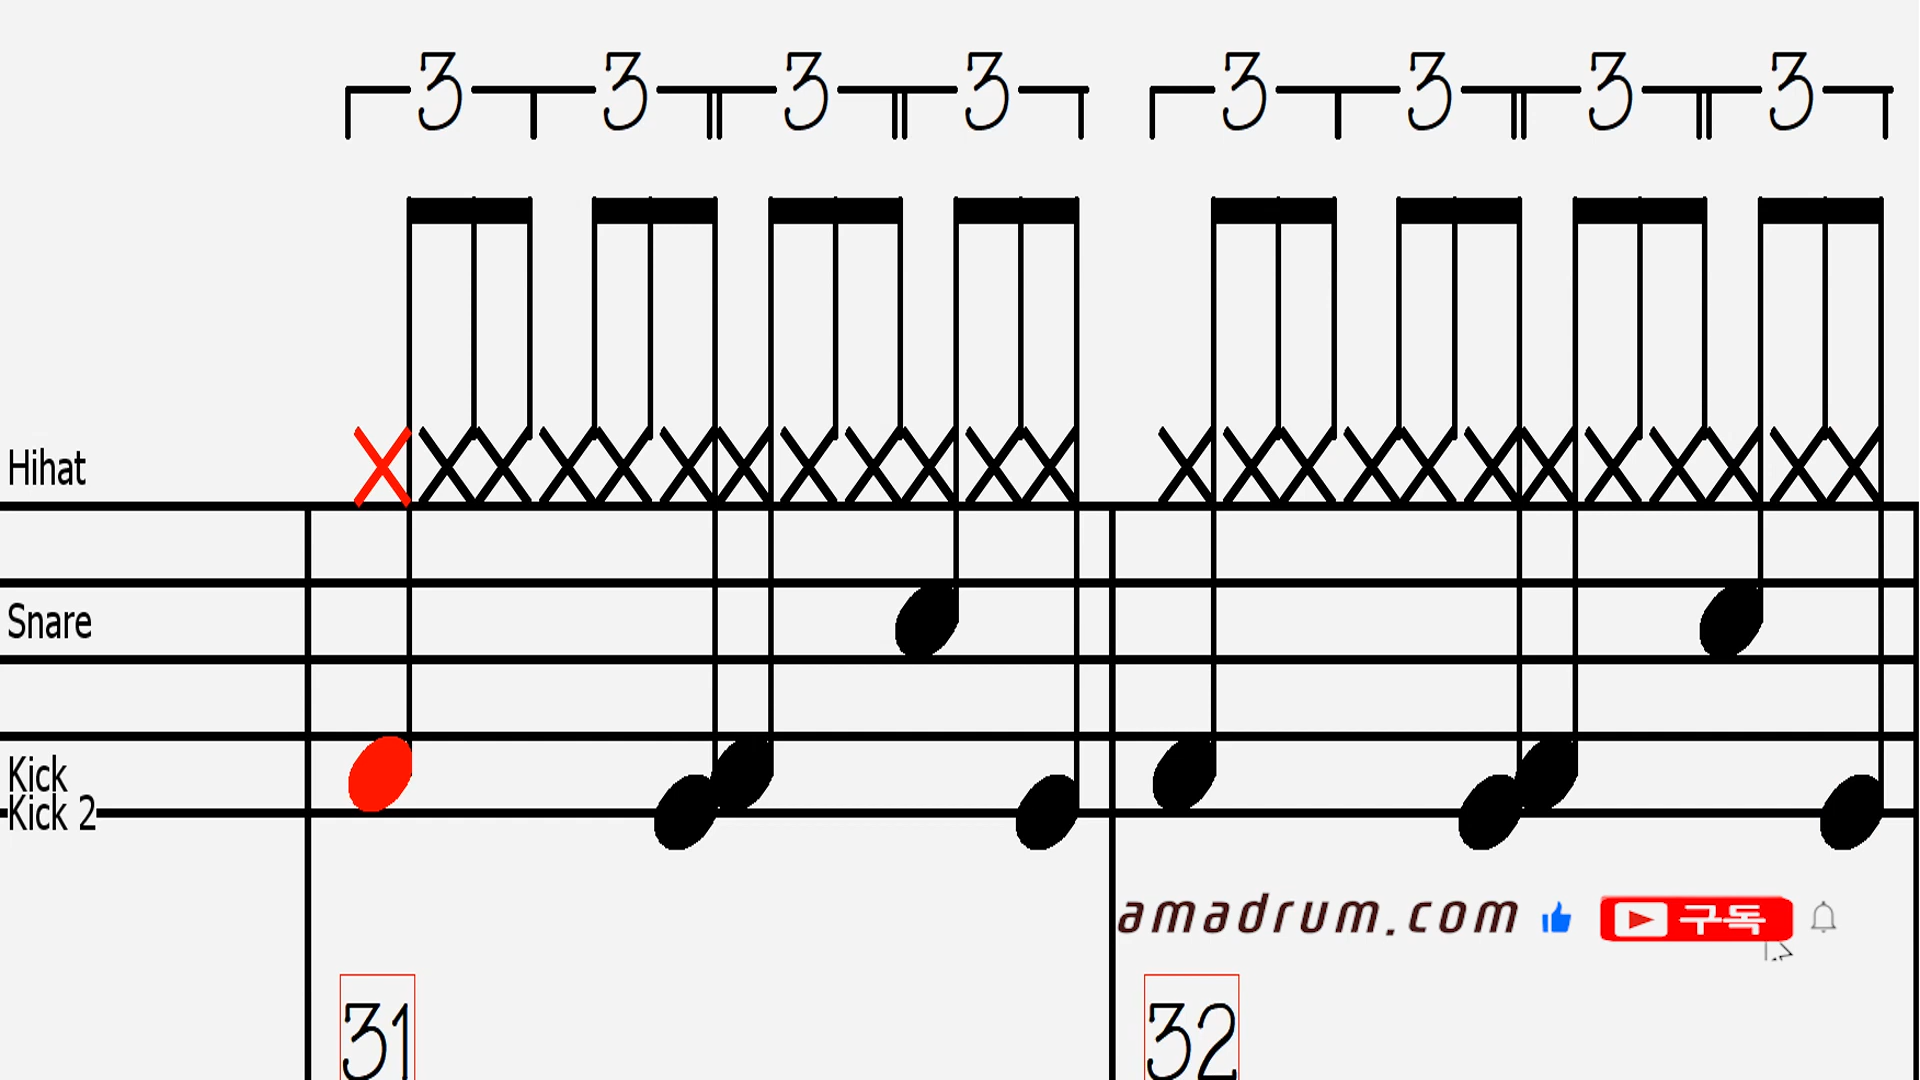 3 3 3 3 3 3 3 3
Hihat
Snare
Kick
Kick 2
amadrum.com 구독
31 32